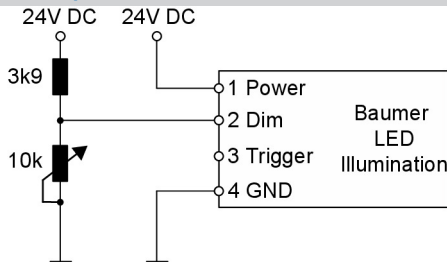 24V DC 24V DC
3k9
1 Power
2 Dim
10k
3 Trigger
4 GND
Baumer
LED
Illumination